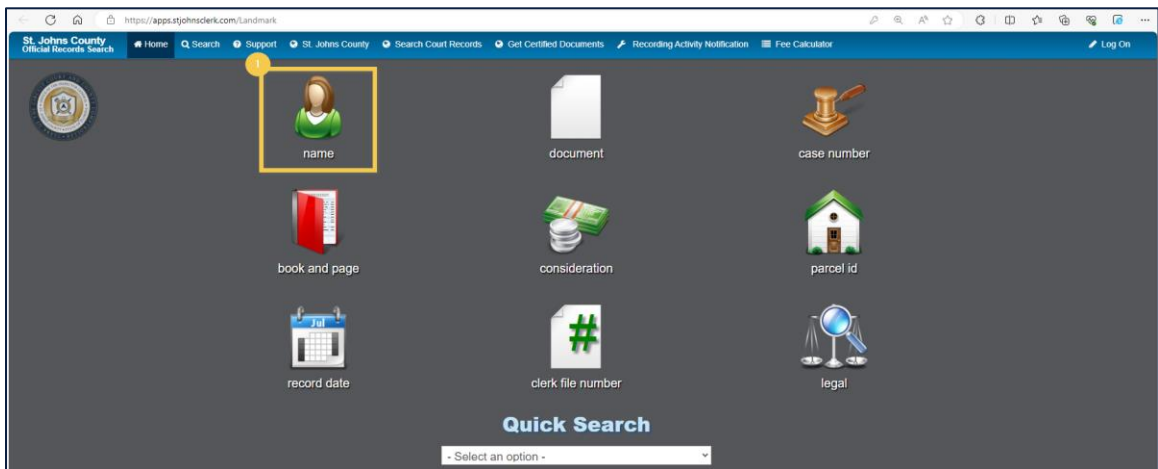 https://apps.stjohnsclerk.com/Landmark
St. Johns County
Official Records Search
Home Search Support St. Johns County Search Court Records Get Certified Documents Recording Activity Notification Fee Calculator Log On
1
name document case number
book and page consideration parcel id
Jul
#
record date clerk file number legal
Quick Search
- Select an option -